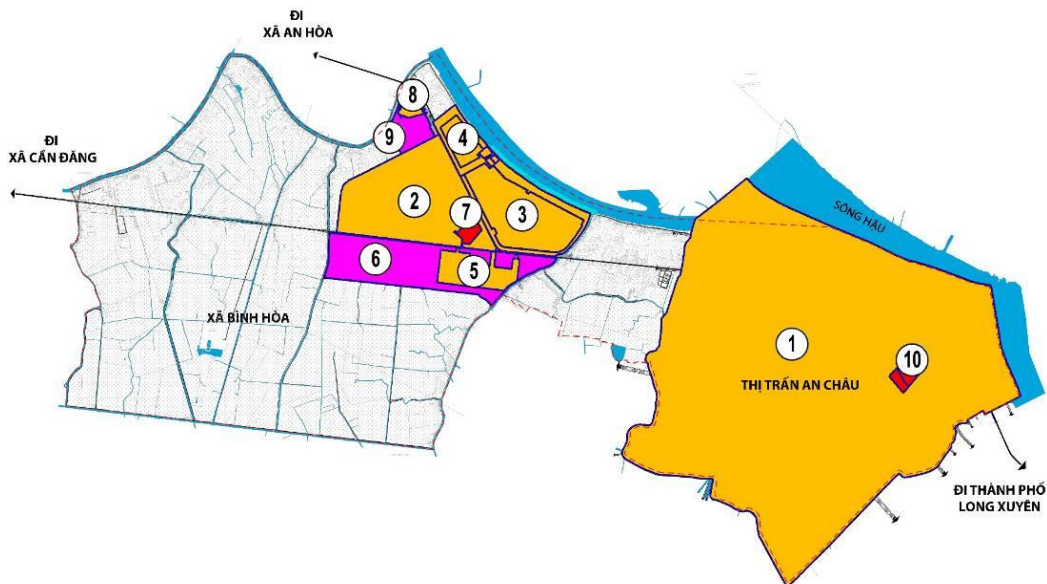 ĐI
XÃ AN HÒA
8
4
9
ĐI
XÃ CẦN ĐĂNG
2
7
3
SÔNG HẬU
6
5
XÃ BÌNH HÒA
1
10
THỊ TRẤN AN CHÂU
ĐI THÀNH PHỐ
LONG XUYÊN